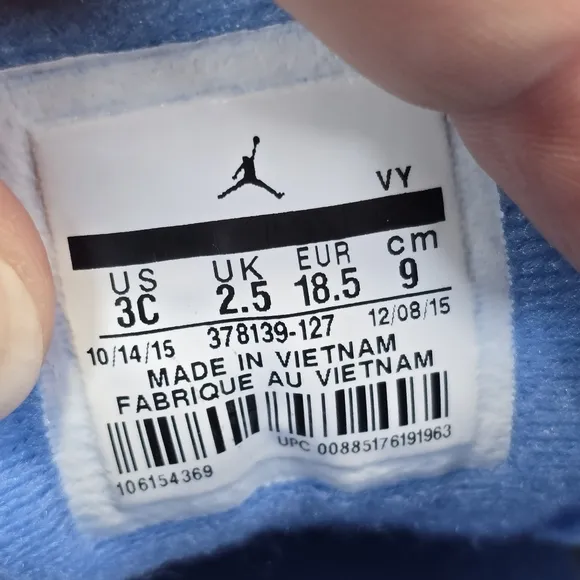 VY
US UK EUR cm
3C 2.5 18.5 9
10/14/15 378139-127 12/08/15
MADE IN VIETNAM
FABRIQUE AU VIETNAM
106154369 UPC 00885176191963